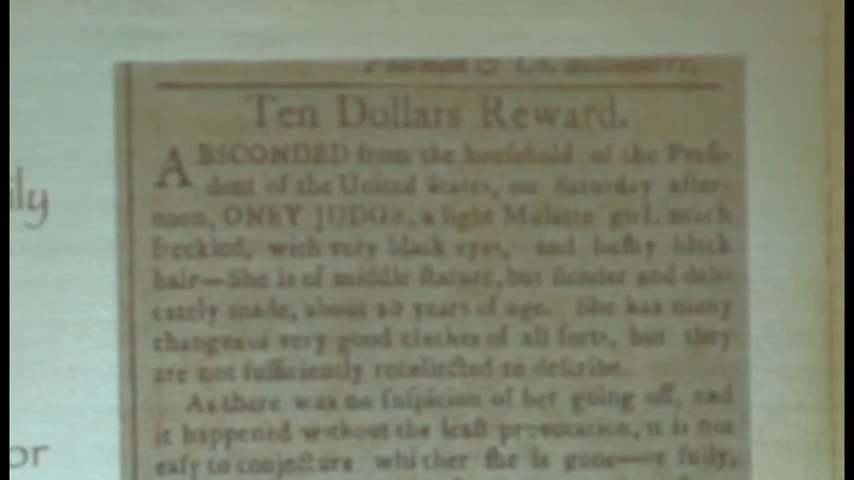 & Co.
Ten Dollars Reward.
ABSCONDED from the houſehold of the Preſi-
dent of the United States, on Saturday after-
noon, ONEY JUDGE, a light Mulatto girl, much
freckled, with very black eyes, and buſhy black
hair—She is of middle ſtature, but ſlender and deli-
cately made, about 20 years of age. She has many
changes of very good clothes of all ſorts, but they
are not ſufficiently recollected to deſcribe.
As there was no ſuſpicion of her going off, and
it happened without the leaſt provocation, it is not
eaſy to conjecture whither ſhe is gone—or fully,
ily
or